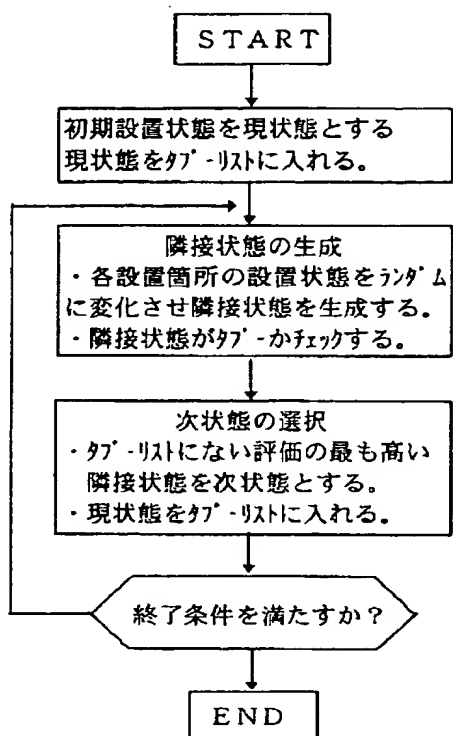 START
初期設置状態を現状態とする
現状態をﾀﾌﾞｰﾘｽﾄに入れる。
隣接状態の生成
・各設置箇所の設置状態をﾗﾝﾀﾞﾑ
に変化させ隣接状態を生成する。
・隣接状態がﾀﾌﾞｰかﾁｪｯｸする。
次状態の選択
・ﾀﾌﾞｰﾘｽﾄにない評価の最も高い
隣接状態を次状態とする。
・現状態をﾀﾌﾞｰﾘｽﾄに入れる。
終了条件を満たすか？
END